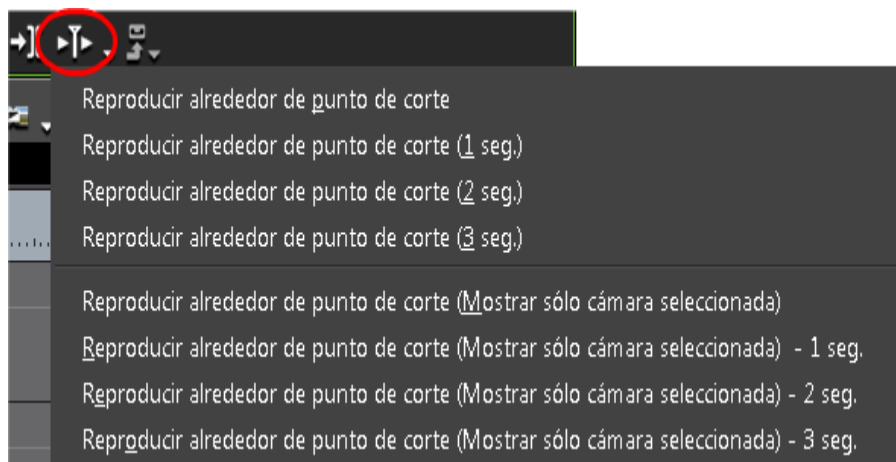 Reproducir alrededor de punto de corte
Reproducir alrededor de punto de corte (1 seg.)
Reproducir alrededor de punto de corte (2 seg.)
Reproducir alrededor de punto de corte (3 seg.)
Reproducir alrededor de punto de corte (Mostrar sólo cámara seleccionada)
Reproducir alrededor de punto de corte (Mostrar sólo cámara seleccionada) - 1 seg.
Reproducir alrededor de punto de corte (Mostrar sólo cámara seleccionada) - 2 seg.
Reproducir alrededor de punto de corte (Mostrar sólo cámara seleccionada) - 3 seg.